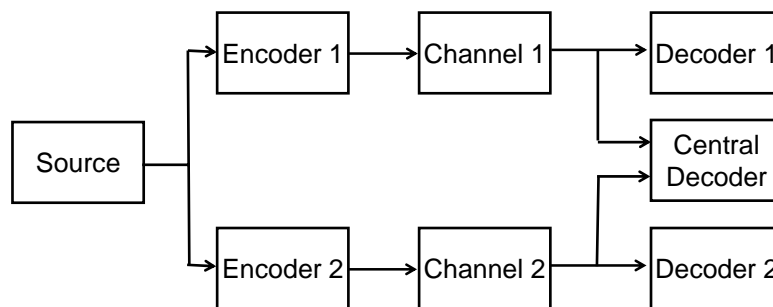 Encoder 1
Channel 1
Decoder 1
Source
Central
Decoder
Encoder 2
Channel 2
Decoder 2